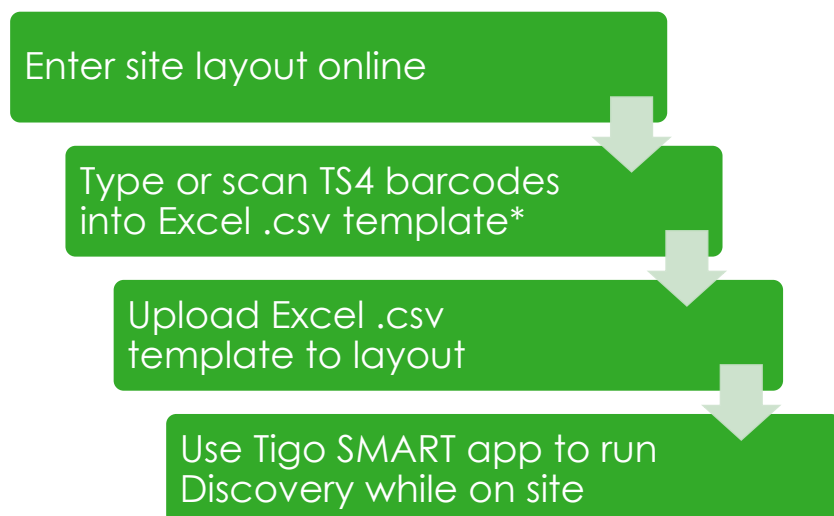 Enter site layout online
Type or scan TS4 barcodes
into Excel .csv template*
Upload Excel .csv
template to layout
Use Tigo SMART app to run
Discovery while on site